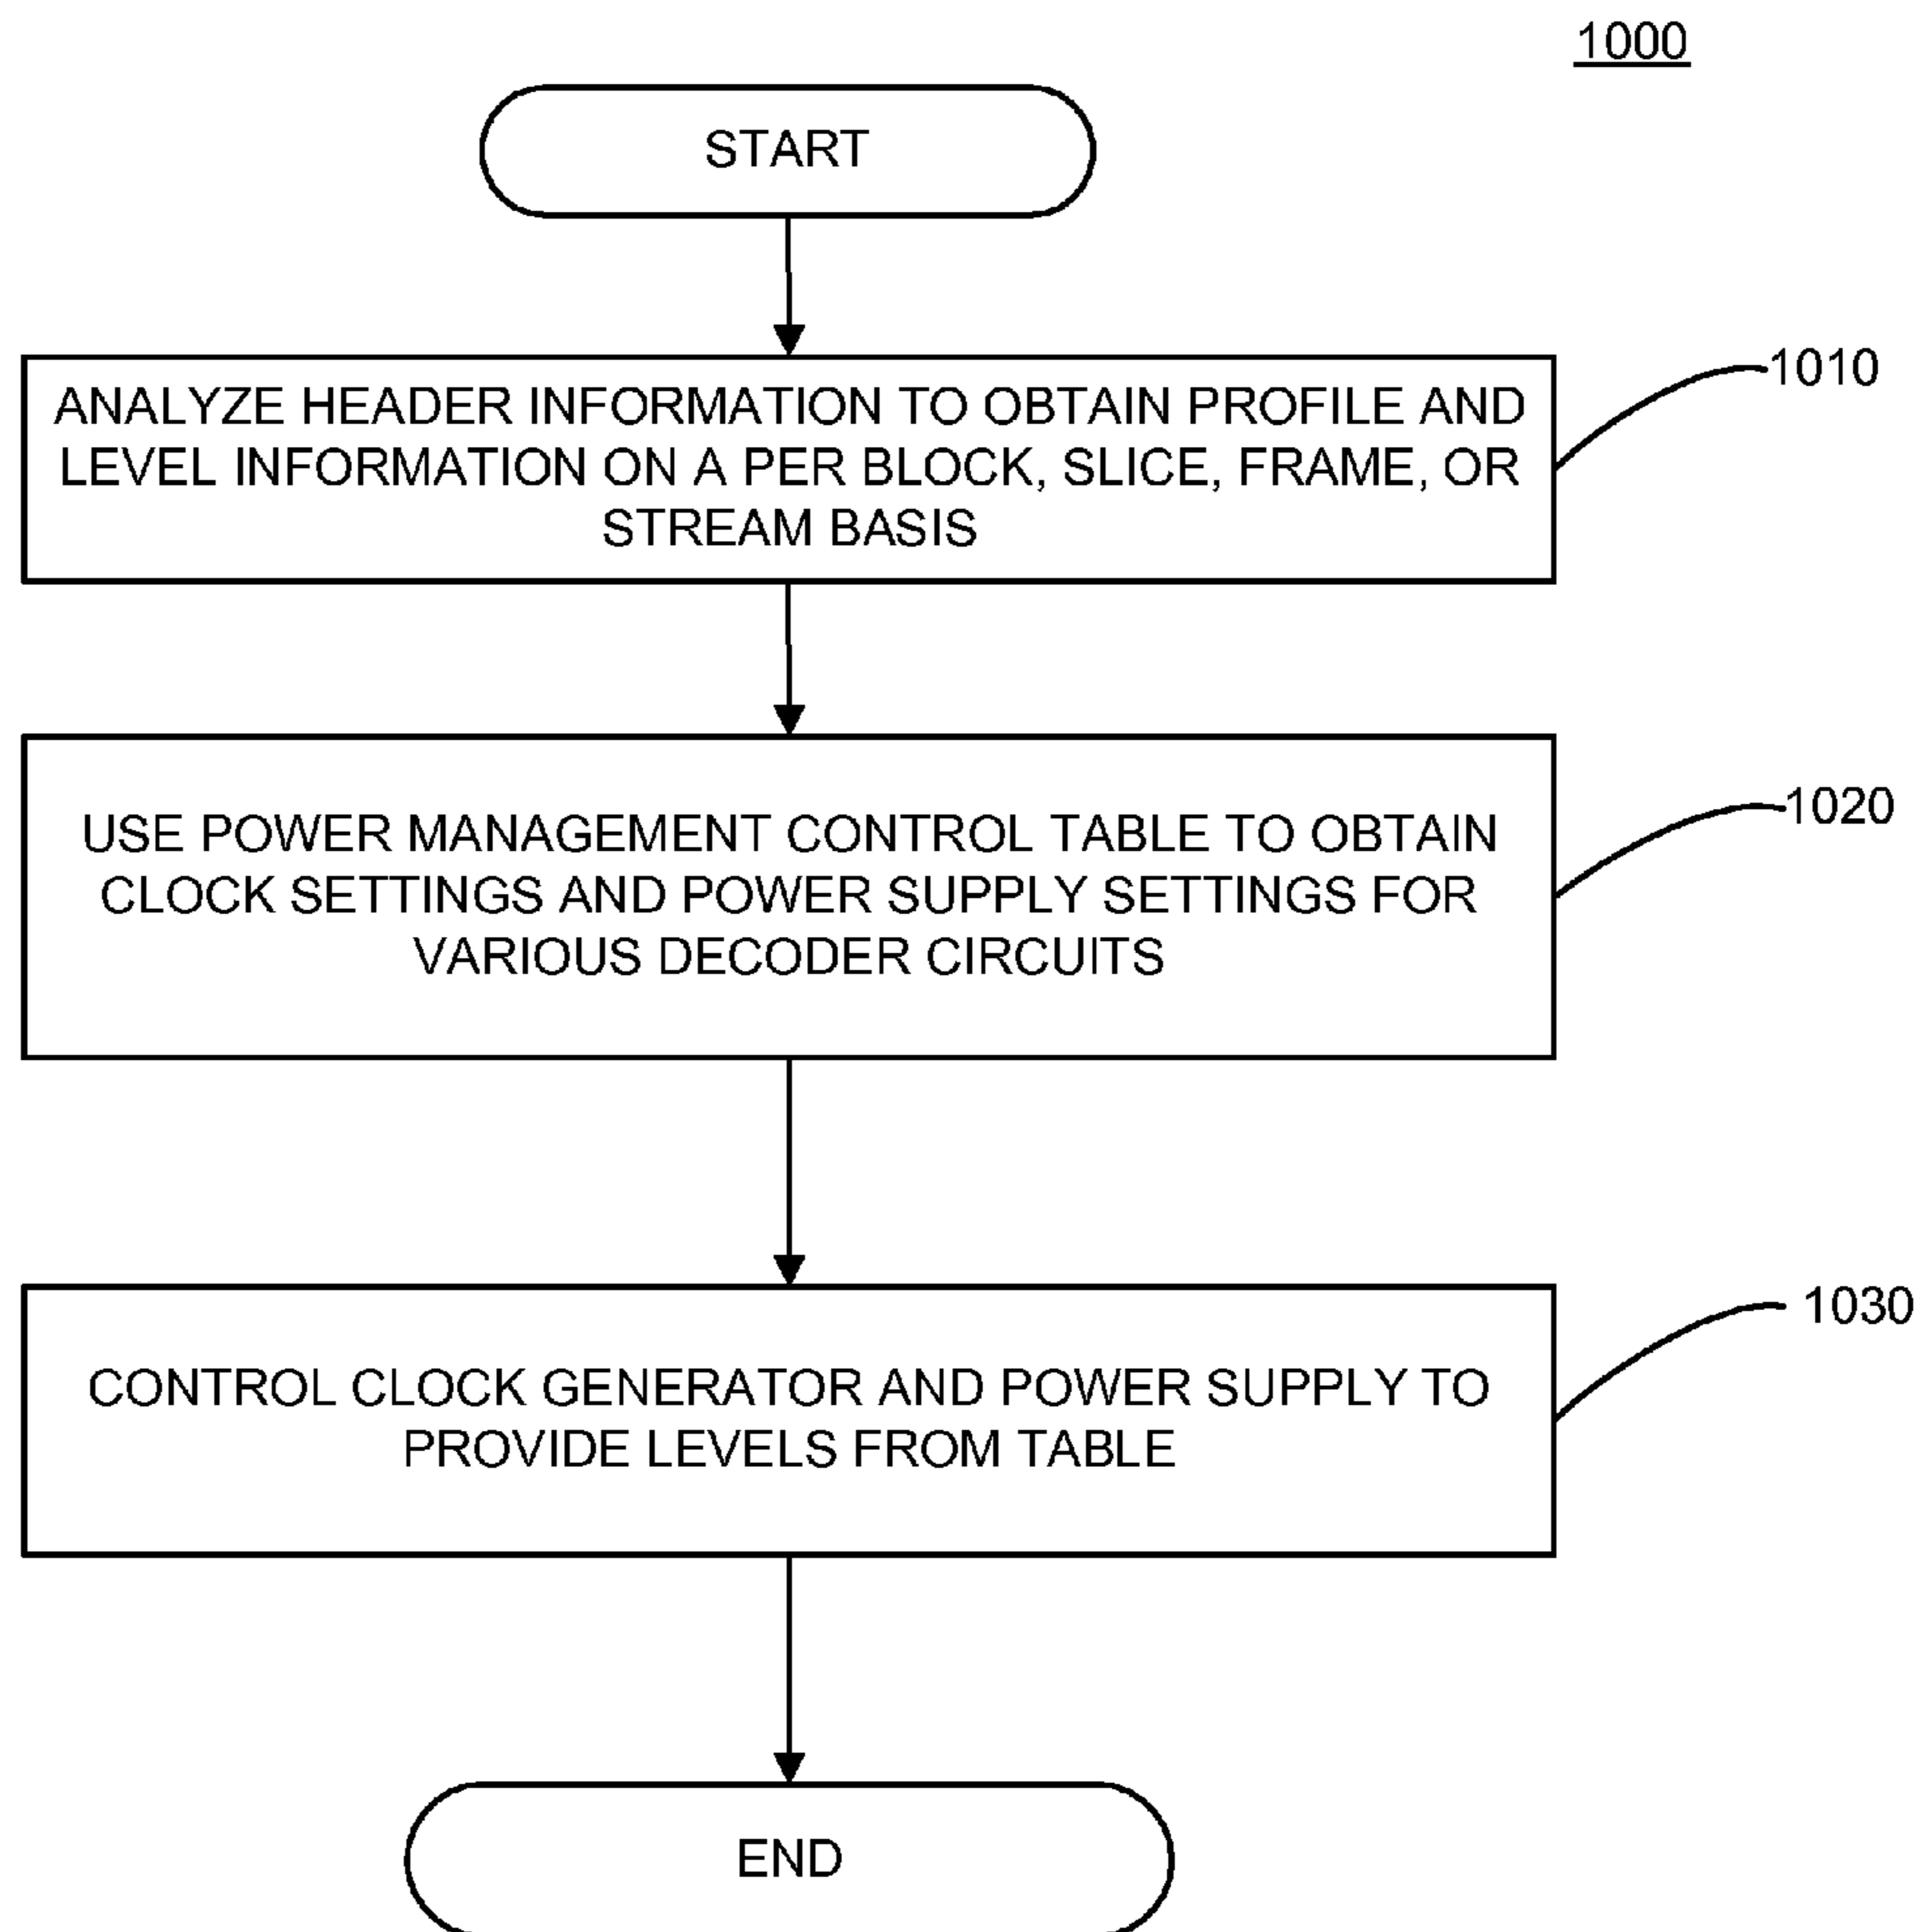 1000
START
ANALYZE HEADER INFORMATION TO OBTAIN PROFILE AND
LEVEL INFORMATION ON A PER BLOCK, SLICE, FRAME, OR
STREAM BASIS
1010
USE POWER MANAGEMENT CONTROL TABLE TO OBTAIN
CLOCK SETTINGS AND POWER SUPPLY SETTINGS FOR
VARIOUS DECODER CIRCUITS
1020
CONTROL CLOCK GENERATOR AND POWER SUPPLY TO
PROVIDE LEVELS FROM TABLE
1030
END